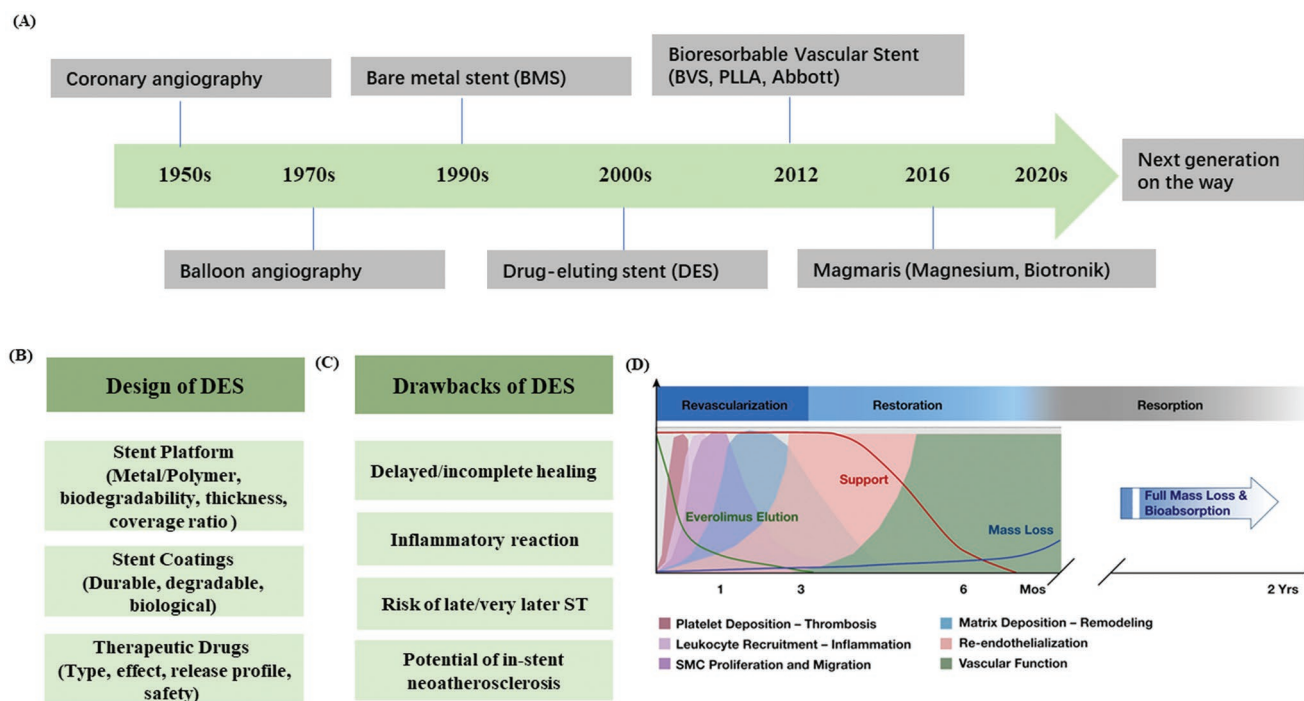 (A)
Coronary angiography
Bare metal stent (BMS)
Bioresorbable Vascular Stent
(BVS, PLLA, Abbott)
1950s 1970s 1990s 2000s 2012 2016 2020s
Next generation
on the way
Balloon angiography
Drug-eluting stent (DES)
Magmaris (Magnesium, Biotronik)
(B)
Design of DES
Stent Platform
(Metal/Polymer,
biodegradability, thickness,
coverage ratio)
Stent Coatings
(Durable, degradable,
biological)
Therapeutic Drugs
(Type, effect, release profile,
safety)
(C)
Drawbacks of DES
Delayed/incomplete healing
Inflammatory reaction
Risk of late/very later ST
Potential of in-stent
neoatherosclerosis
(D)
Revascularization Restoration Resorption
Support
Everolimus Elution
Mass Loss
Full Mass Loss &
Bioabsorption
1 3 6 Mos 2 Yrs
Platelet Deposition – Thrombosis
Leukocyte Recruitment – Inflammation
SMC Proliferation and Migration
Matrix Deposition – Remodeling
Re-endothelialization
Vascular Function